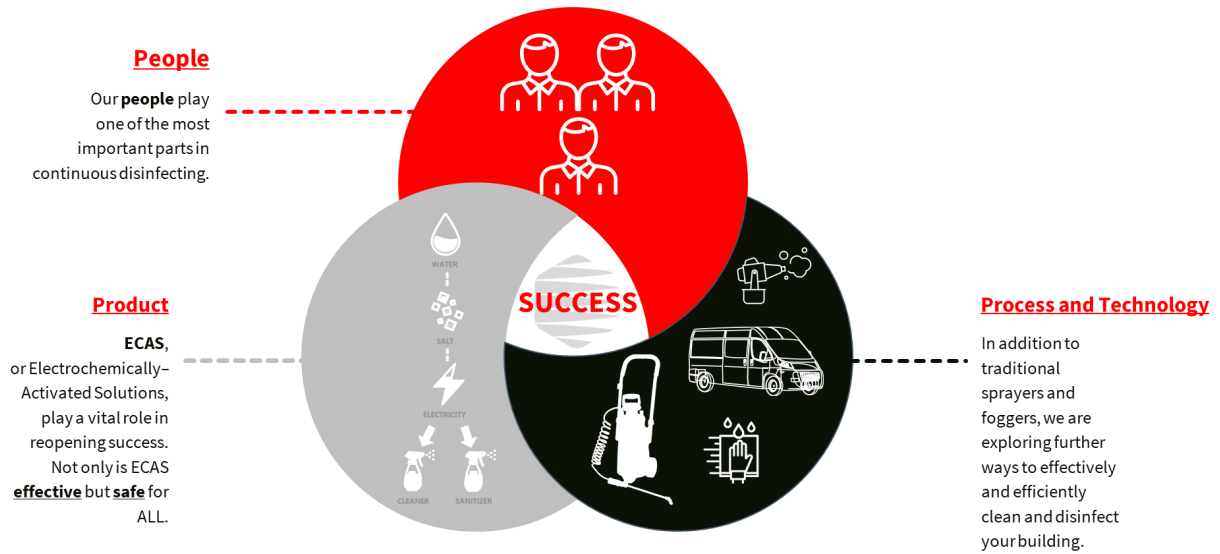 People
Our people play
one of the most
important parts in
continuous disinfecting.
WATER
SALT
ELECTRICITY
CLEANER
SANITIZER
SUCCESS
Product
ECAS,
or Electrochemically–
Activated Solutions,
play a vital role in
reopening success.
Not only is ECAS
effective but safe for
ALL.
Process and Technology
In addition to
traditional
sprayers and
foggers, we are
exploring further
ways to effectively
and efficiently
clean and disinfect
your building.